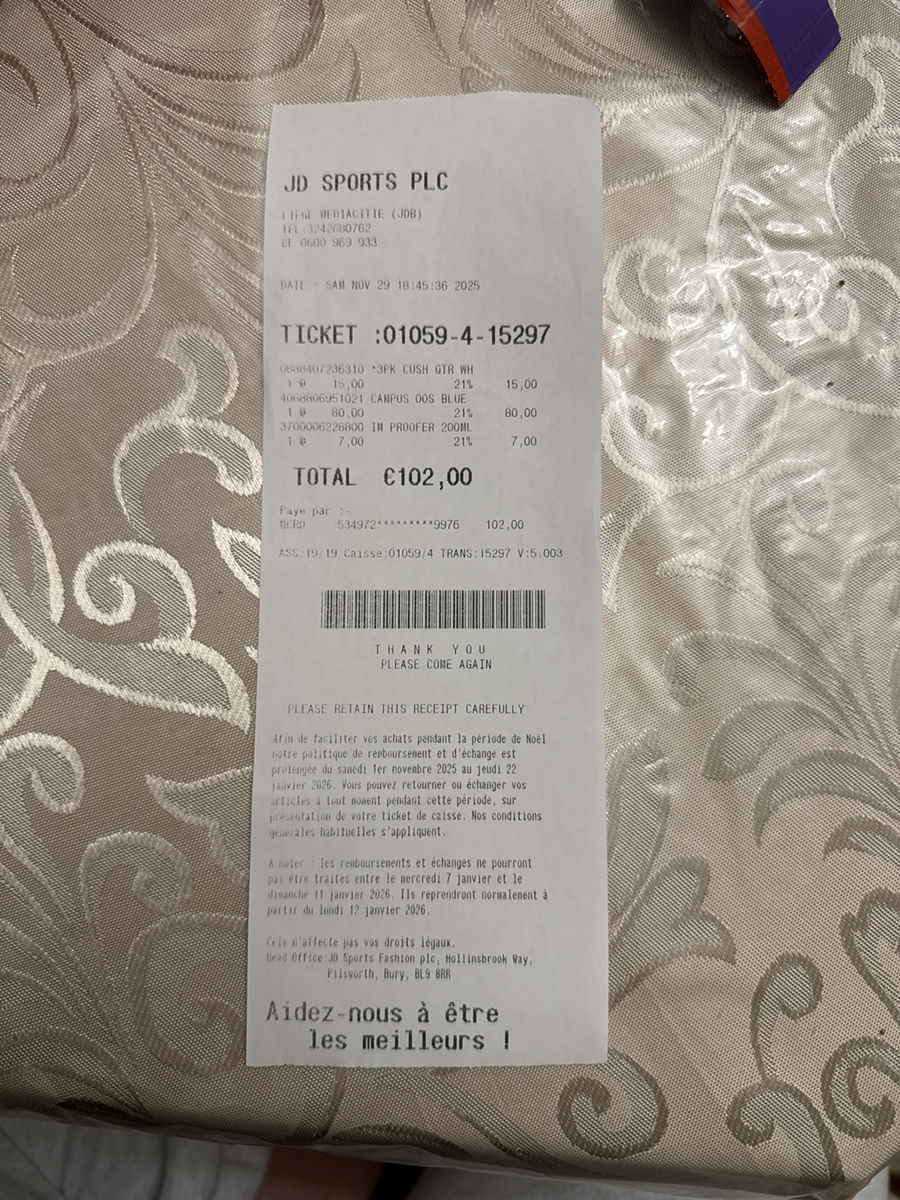 JD SPORTS PLC
LIEGE MEDIACITIE (JDB)
TEL:3242680762
BE 0600 969 933
DATE : SAM NOV 29 18:45:36 2025
TICKET :01059-4-15297
0688407236310 *3PK CUSH QTR WH
1 @ 15,00 21% 15,00
4068806951021 CAMPUS 00S BLUE
1 @ 80,00 21% 80,00
3700006228800 IM PROOFER 200ML
1 @ 7,00 21% 7,00
TOTAL €102,00
Paye par :-
MCRD 534972*********9976 102,00
ASS.19/19 Caisse:01059/4 TRANS:15297 V:5.003
THANK YOU
PLEASE COME AGAIN
PLEASE RETAIN THIS RECEIPT CAREFULLY
Afin de faciliter vos achats pendant la période de Noël
notre politique de remboursement et d'échange est
prolongée du samedi 1er novembre 2025 au jeudi 22
janvier 2026. Vous pouvez retourner ou échanger vos
articles à tout moment pendant cette période, sur
présentation de votre ticket de caisse. Nos conditions
générales habituelles s'appliquent.
A noter : les remboursements et échanges ne pourront
pas être traités entre le mercredi 7 janvier et le
dimanche 11 janvier 2026. Ils reprendront normalement à
partir du lundi 12 janvier 2026.
Cela n'affecte pas vos droits légaux.
Head Office:JD Sports Fashion plc, Hollinsbrook Way,
Pilsworth, Bury, BL9 8RR
Aidez-nous à être
les meilleurs !